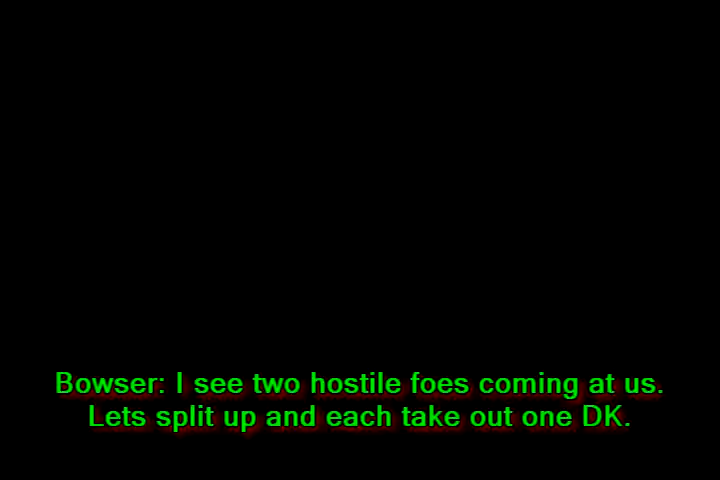 Bowser: I see two hostile foes coming at us.
Lets split up and each take out one DK.